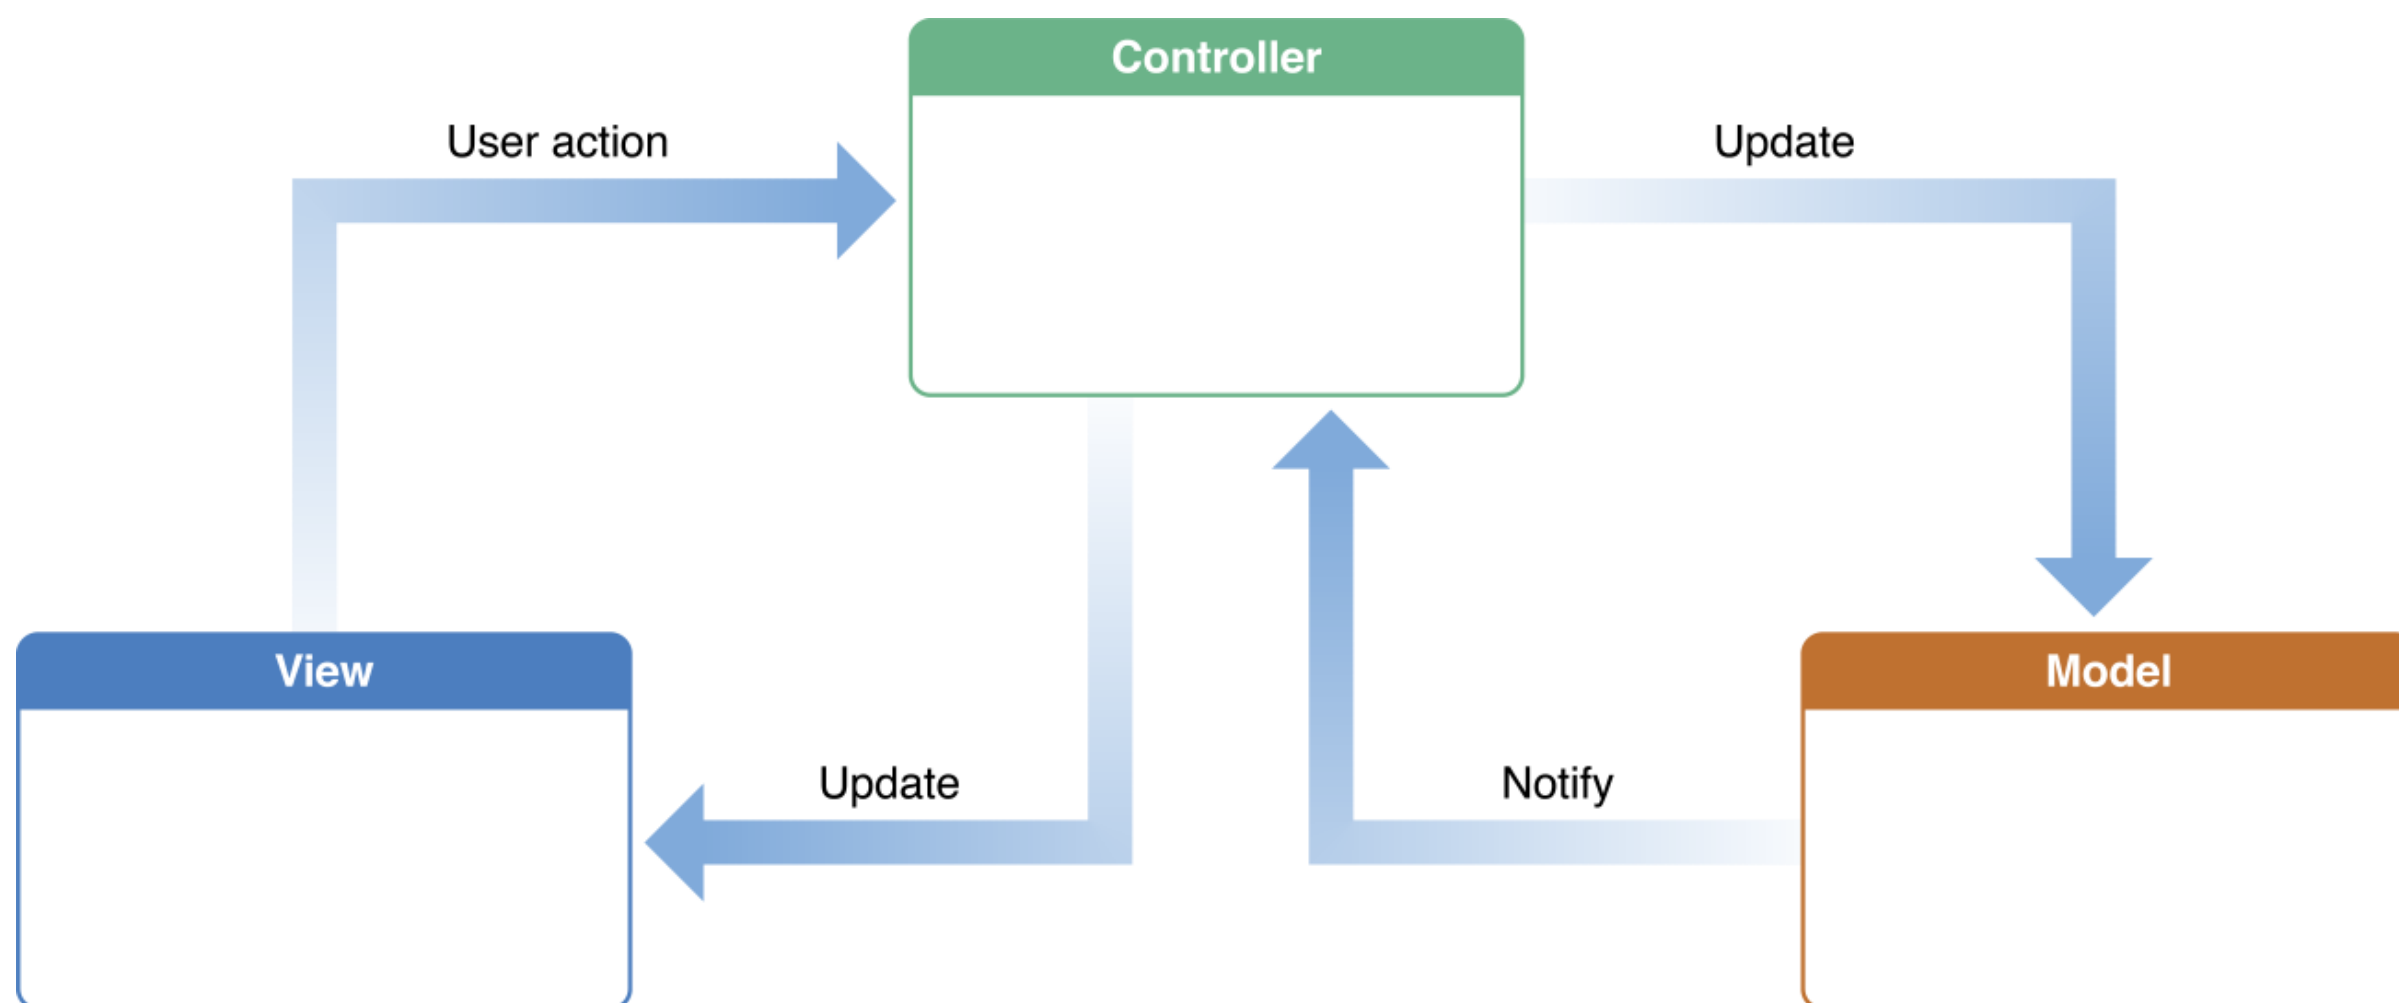 Controller
User action
Update
View
Model
Update
Notify